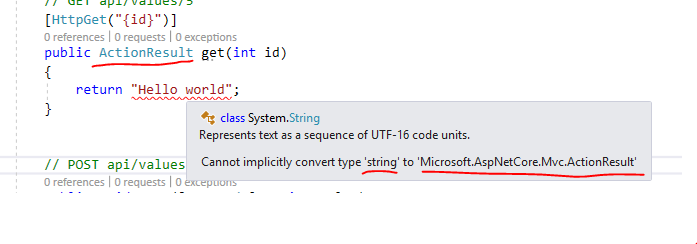 // GET api/values/5
[HttpGet("{id}")]
0 references | 0 requests | 0 exceptions
public ActionResult get(int id)
{
return "Hello world";
}
class System.String
Represents text as a sequence of UTF-16 code units.
Cannot implicitly convert type 'string' to 'Microsoft.AspNetCore.Mvc.ActionResult'
// POST api/values
0 references | 0 requests | 0 exceptions